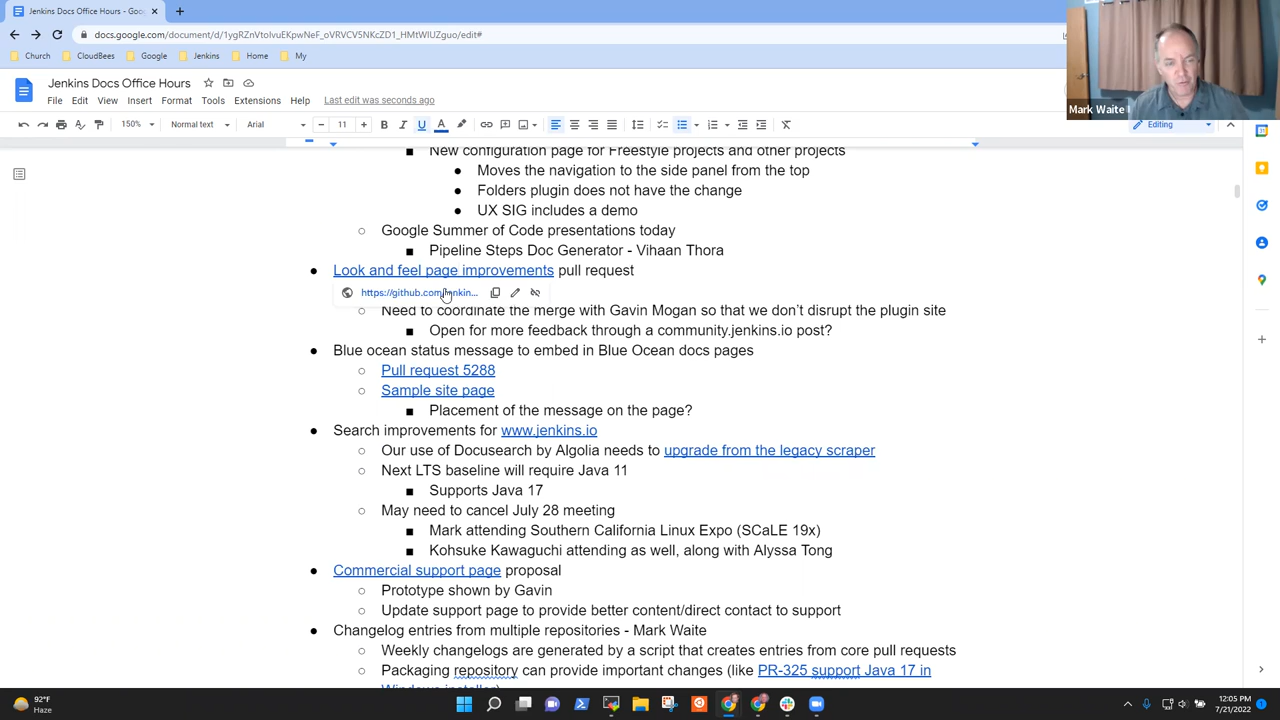 Jenkins Docs Office Hours - Goo
docs.google.com/document/d/1ygRZnVtoIvuEKpwNeF_oVRVCV5NKcZD1_HMtWIUZguo/edit#
Church
CloudBees
Google
Jenkins
Home
My
Mark Waite
Jenkins Docs Office Hours
File Edit View Insert Format Tools Extensions Help Last edit was seconds ago
150% Normal text Arial 11 Editing
New configuration page for Freestyle projects and other projects
Moves the navigation to the side panel from the top
Folders plugin does not have the change
UX SIG includes a demo
Google Summer of Code presentations today
Pipeline Steps Doc Generator - Vihaan Thora
Look and feel page improvements pull request
https://github.com/jenkin...
Need to coordinate the merge with Gavin Mogan so that we don't disrupt the plugin site
Open for more feedback through a community.jenkins.io post?
Blue ocean status message to embed in Blue Ocean docs pages
Pull request 5288
Sample site page
Placement of the message on the page?
Search improvements for www.jenkins.io
Our use of Docusearch by Algolia needs to upgrade from the legacy scraper
Next LTS baseline will require Java 11
Supports Java 17
May need to cancel July 28 meeting
Mark attending Southern California Linux Expo (SCaLE 19x)
Kohsuke Kawaguchi attending as well, along with Alyssa Tong
Commercial support page proposal
Prototype shown by Gavin
Update support page to provide better content/direct contact to support
Changelog entries from multiple repositories - Mark Waite
Weekly changelogs are generated by a script that creates entries from core pull requests
Packaging repository can provide important changes (like PR-325 support Java 17 in
Windows installer)
92°F
Haze
12:05 PM
7/21/2022